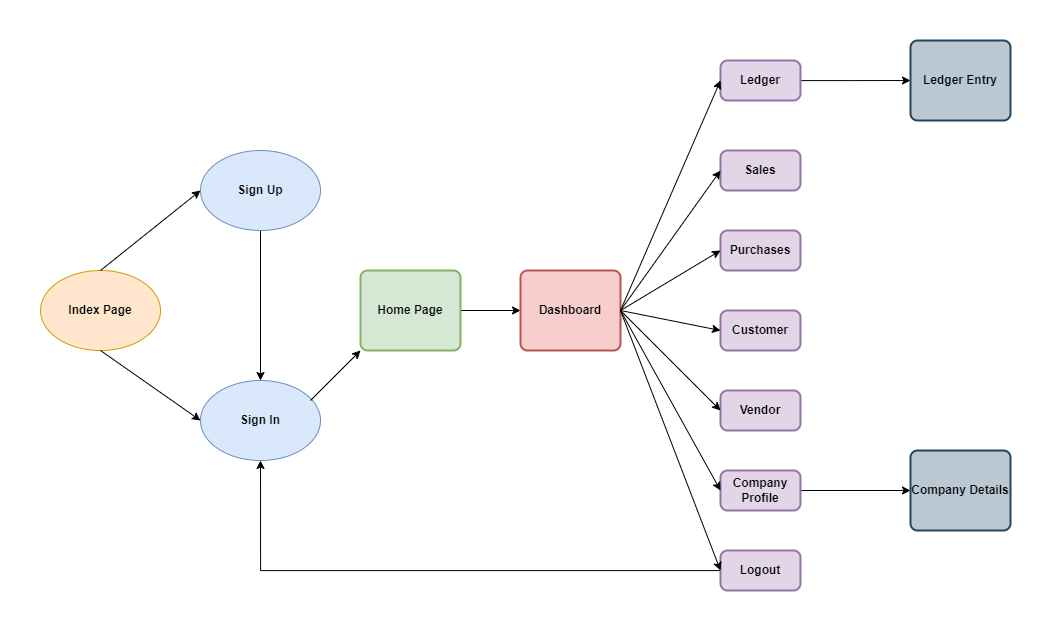 Ledger
Ledger Entry
Sign Up
Sales
Purchases
Index Page
Home Page
Dashboard
Customer
Sign In
Vendor
Company
Profile
Company Details
Logout